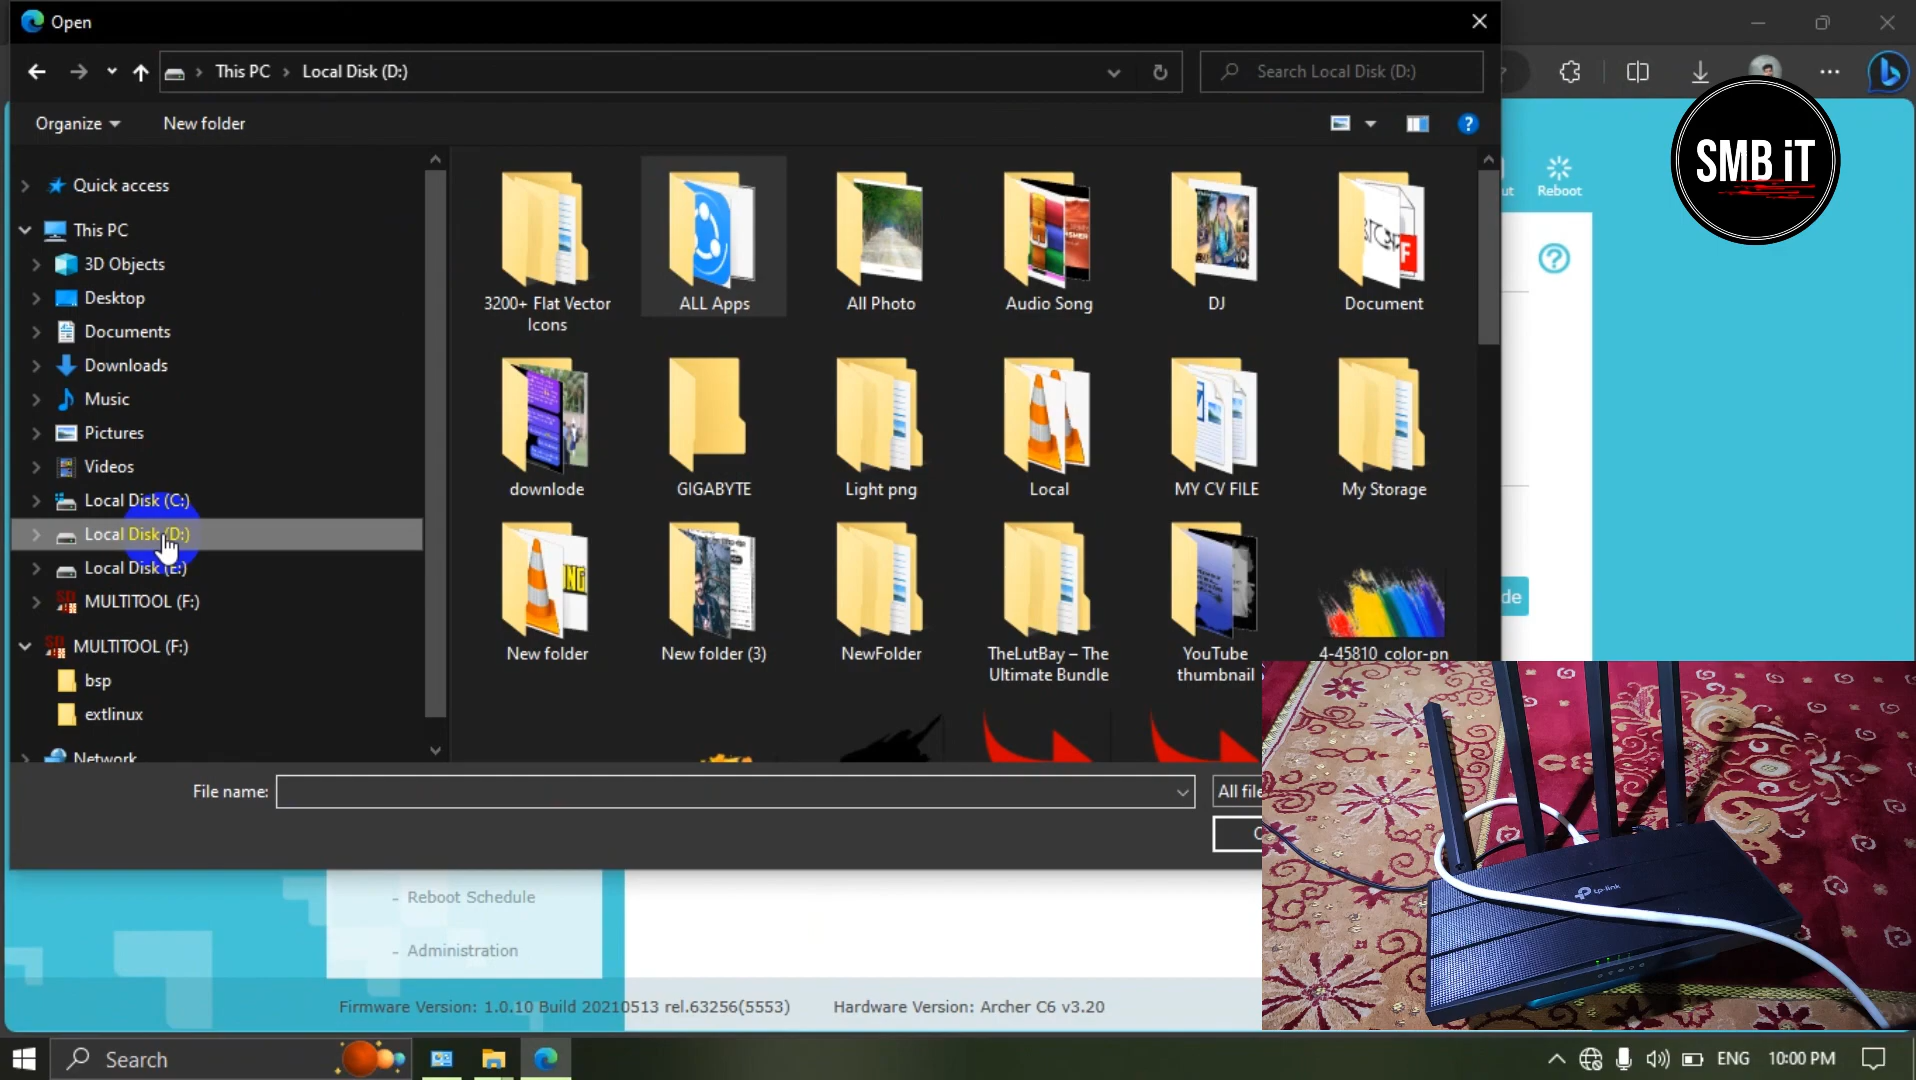 Open
This PC
Local Disk (D:)
Search Local Disk (D:)
Organize
New folder
SMB iT
Reboot
Quick access
This PC
3D Objects
Desktop
Documents
Downloads
Music
Pictures
Videos
Local Disk (C:)
Local Disk (D:)
Local Disk (E:)
MULTITOOL (F:)
MULTITOOL (F:)
bsp
extlinux
Network
3200+ Flat Vector
Icons
ALL Apps
All Photo
Audio Song
DJ
Document
downlode
GIGABYTE
Light png
Local
MY CV FILE
My Storage
New folder
New folder (3)
NewFolder
TheLutBay – The
Ultimate Bundle
YouTube
thumbnail
4-45810_color-pn
File name:
All file
- Reboot Schedule
- Administration
Firmware Version: 1.0.10 Build 20210513 rel.63256(5553)
Hardware Version: Archer C6 v3.20
tp-link
Search
ENG
10:00 PM